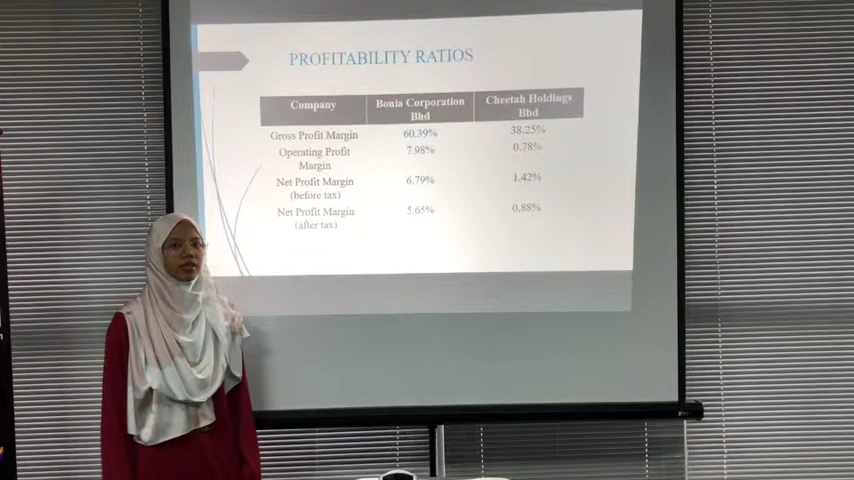 PROFITABILITY RATIOS
Company Bonia Corporation Bhd Cheetah Holdings Bhd
Gross Profit Margin 60.39% 38.25%
Operating Profit Margin 7.98% 0.78%
Net Profit Margin (before tax) 6.79% 1.42%
Net Profit Margin (after tax) 5.65% 0,88%